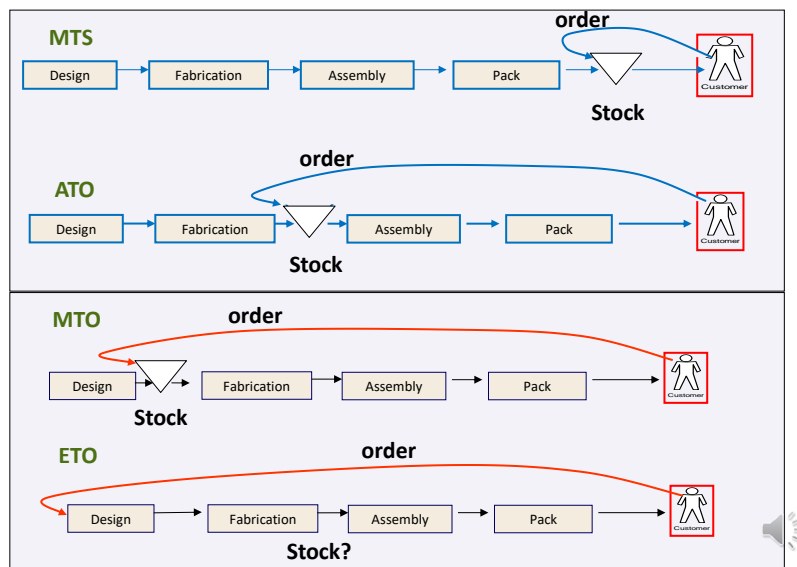 order
MTS
Design Fabrication Assembly Pack
Customer
Stock
order
ATO
Design Fabrication Assembly Pack
Customer
Stock
order
MTO
Design Fabrication Assembly Pack
Customer
Stock
order
ETO
Design Fabrication Assembly Pack
Customer
Stock?